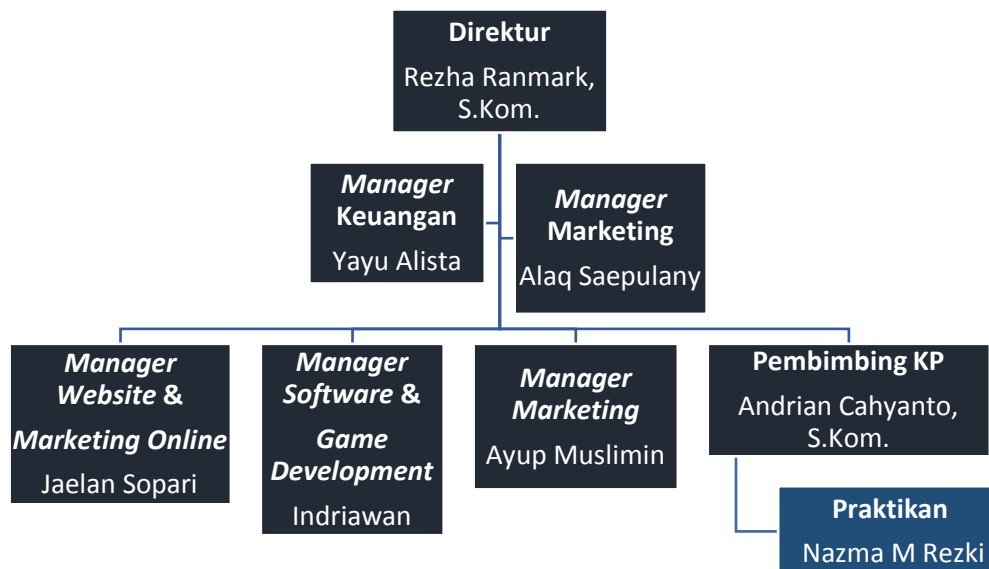 Direktur
Rezha Ranmark,
S.Kom.
Manager
Keuangan
Yayu Alista
Manager
Marketing
Alaq Saepulany
Manager
Website &
Marketing Online
Jaelan Sopari
Manager
Software &
Game
Development
Indriawan
Manager
Marketing
Ayup Muslimin
Pembimbing KP
Andrian Cahyanto,
S.Kom.
Praktikan
Nazma M Rezki